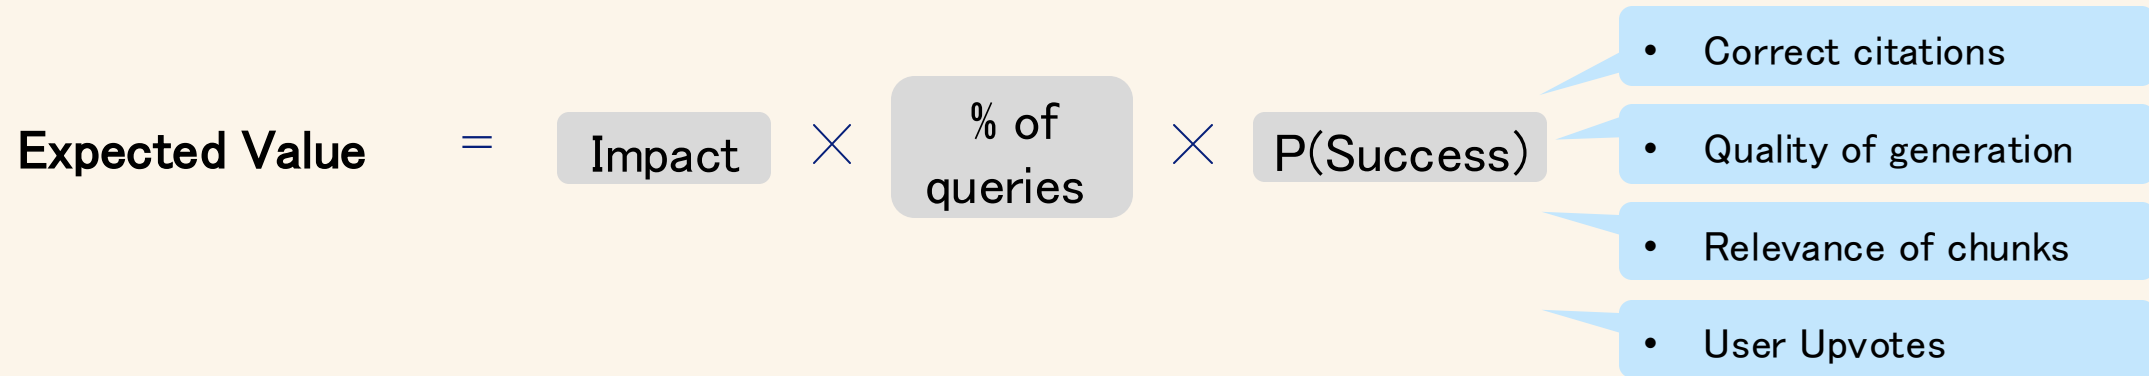 Expected Value = Impact × % of queries × P(Success)
• Correct citations
• Quality of generation
• Relevance of chunks
• User Upvotes